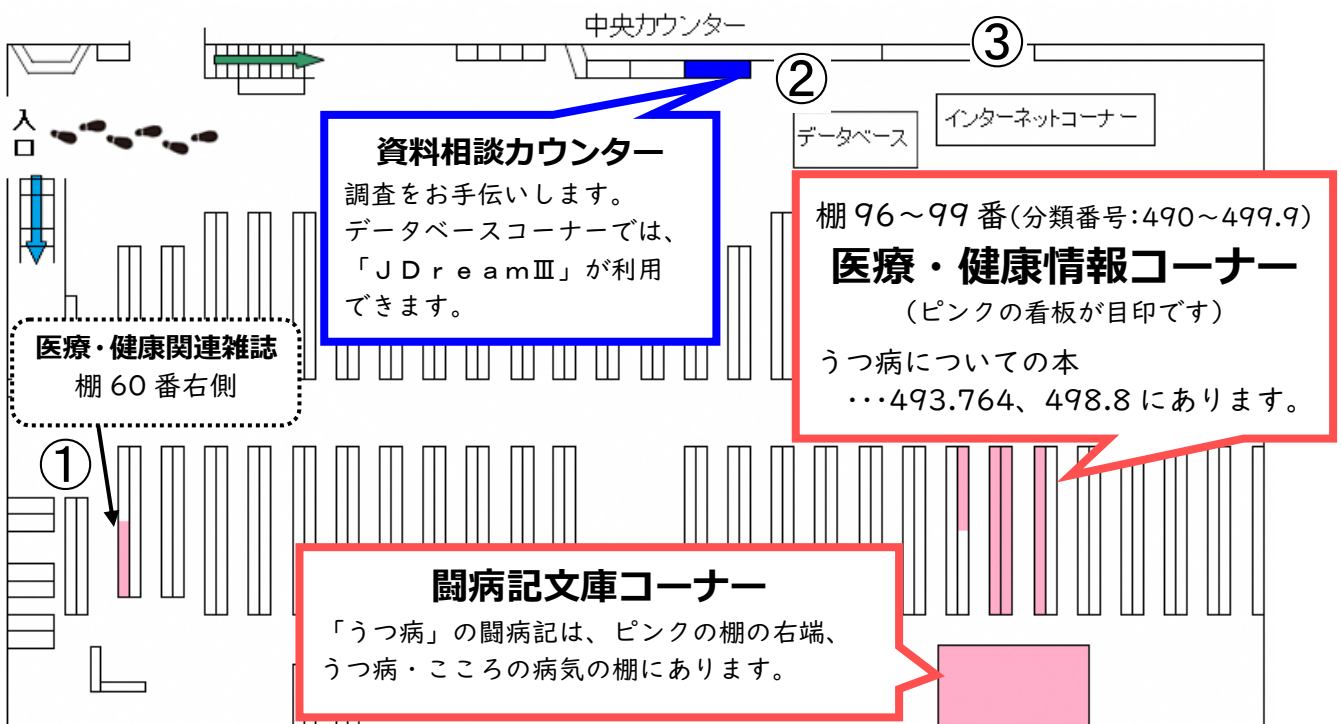 中央カウンター
③
②
入口
データベース
インターネットコーナー
資料相談カウンター
調査をお手伝いします。
データベースコーナーでは、
「ＪＤｒｅａｍⅢ」が利用
できます。
棚 96～99 番(分類番号:490～499.9)
医療・健康情報コーナー
(ピンクの看板が目印です)
うつ病についての本
･･･493.764、498.8 にあります。
医療・健康関連雑誌
棚 60 番右側
①
闘病記文庫コーナー
「うつ病」の闘病記は、ピンクの棚の右端、
うつ病・こころの病気の棚にあります。